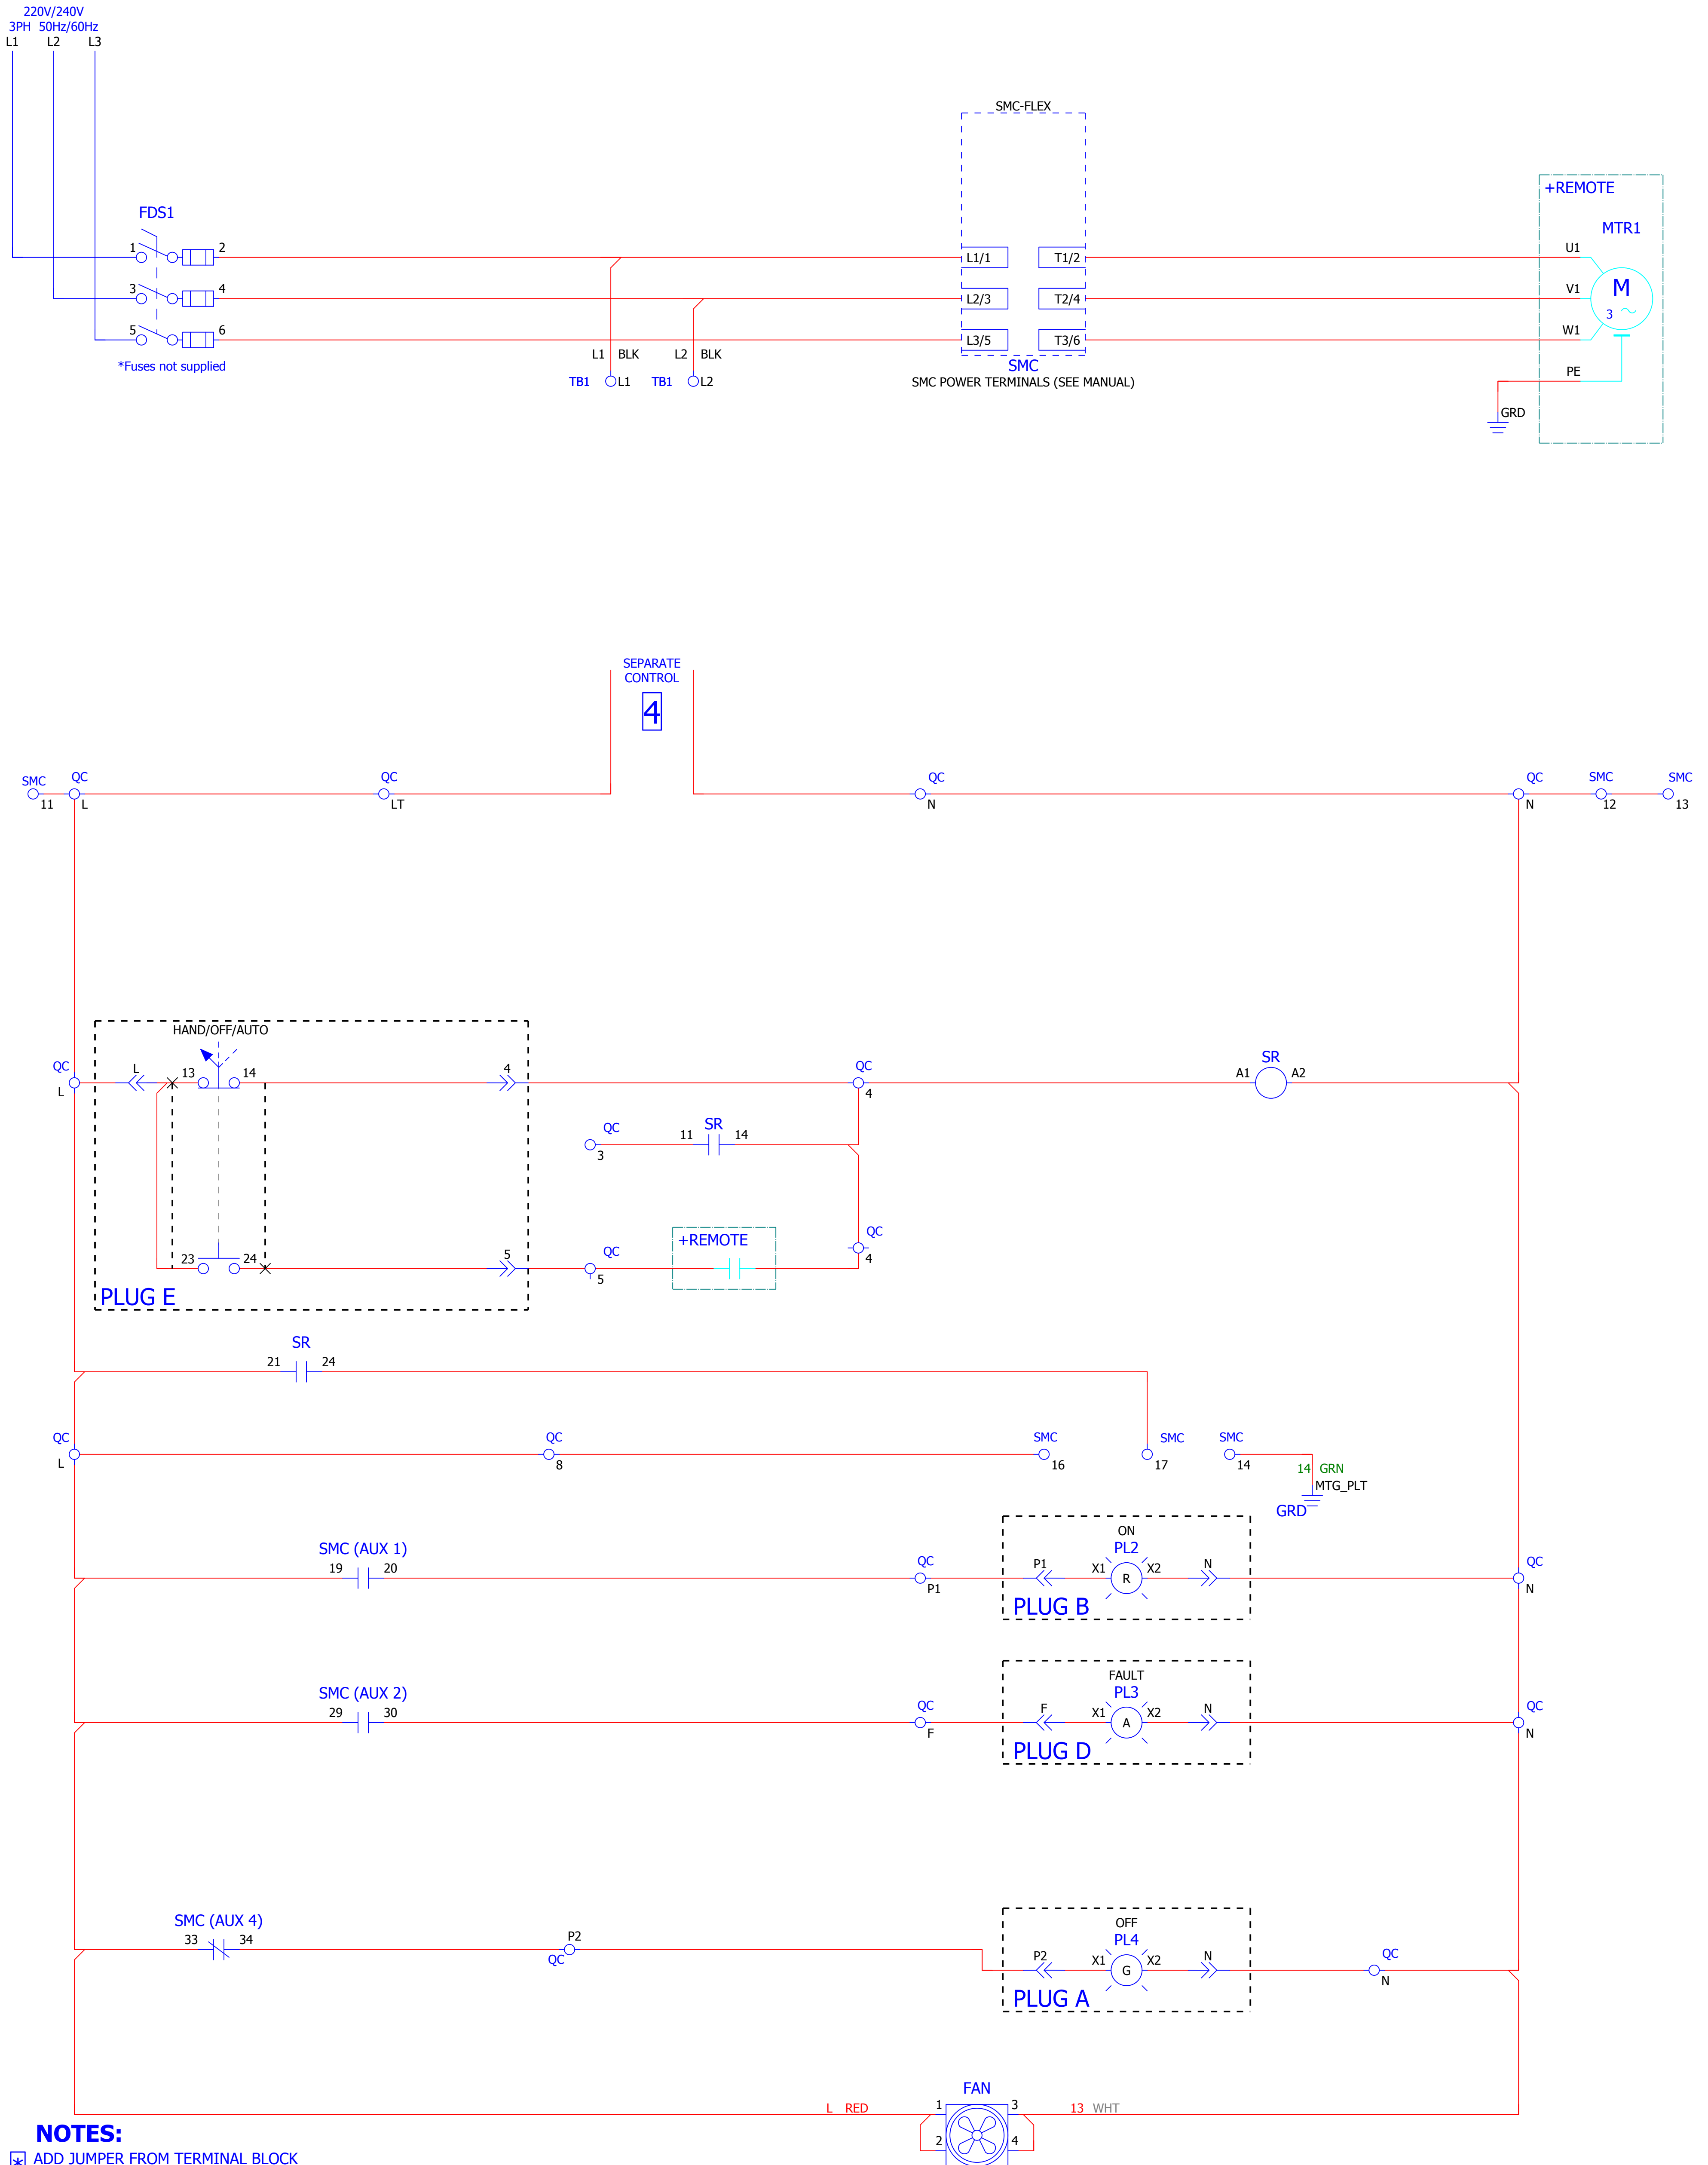 220V/240V
3PH 50Hz/60Hz
L1 L2 L3
SMC-FLEX
+REMOTE
FDS1
MTR1
1 2 L1/1 T1/2 U1
3 4 L2/3 T2/4 V1 M
3
5 6 L3/5 T3/6 W1
*Fuses not supplied
L1 BLK L2 BLK
SMC
PE
TB1 L1 TB1 L2
SMC POWER TERMINALS (SEE MANUAL)
GRD
SEPARATE
CONTROL
4
SMC QC QC QC QC SMC SMC
11 L LT N N 12 13
HAND/OFF/AUTO
QC L 13 14 4 QC SR
A1 A2
L 4
QC 11 SR 14
3
QC +REMOTE QC
23 24 5 4
5
PLUG E
SR
21 24
QC QC SMC SMC SMC
L 8 16 17 14
14 GRN
MTG_PLT
GRD
ON
SMC (AUX 1) PL2
19 20 QC P1 X1 R X2 N QC
P1 N
PLUG B
FAULT
SMC (AUX 2) PL3
29 30 QC F X1 A X2 N QC
F N
PLUG D
OFF
SMC (AUX 4) PL4
33 34 P2
QC
P2 X1 G X2 N QC
N
PLUG A
FAN
L RED 1 3 13 WHT
2 4
NOTES:
* ADD JUMPER FROM TERMINAL BLOCK